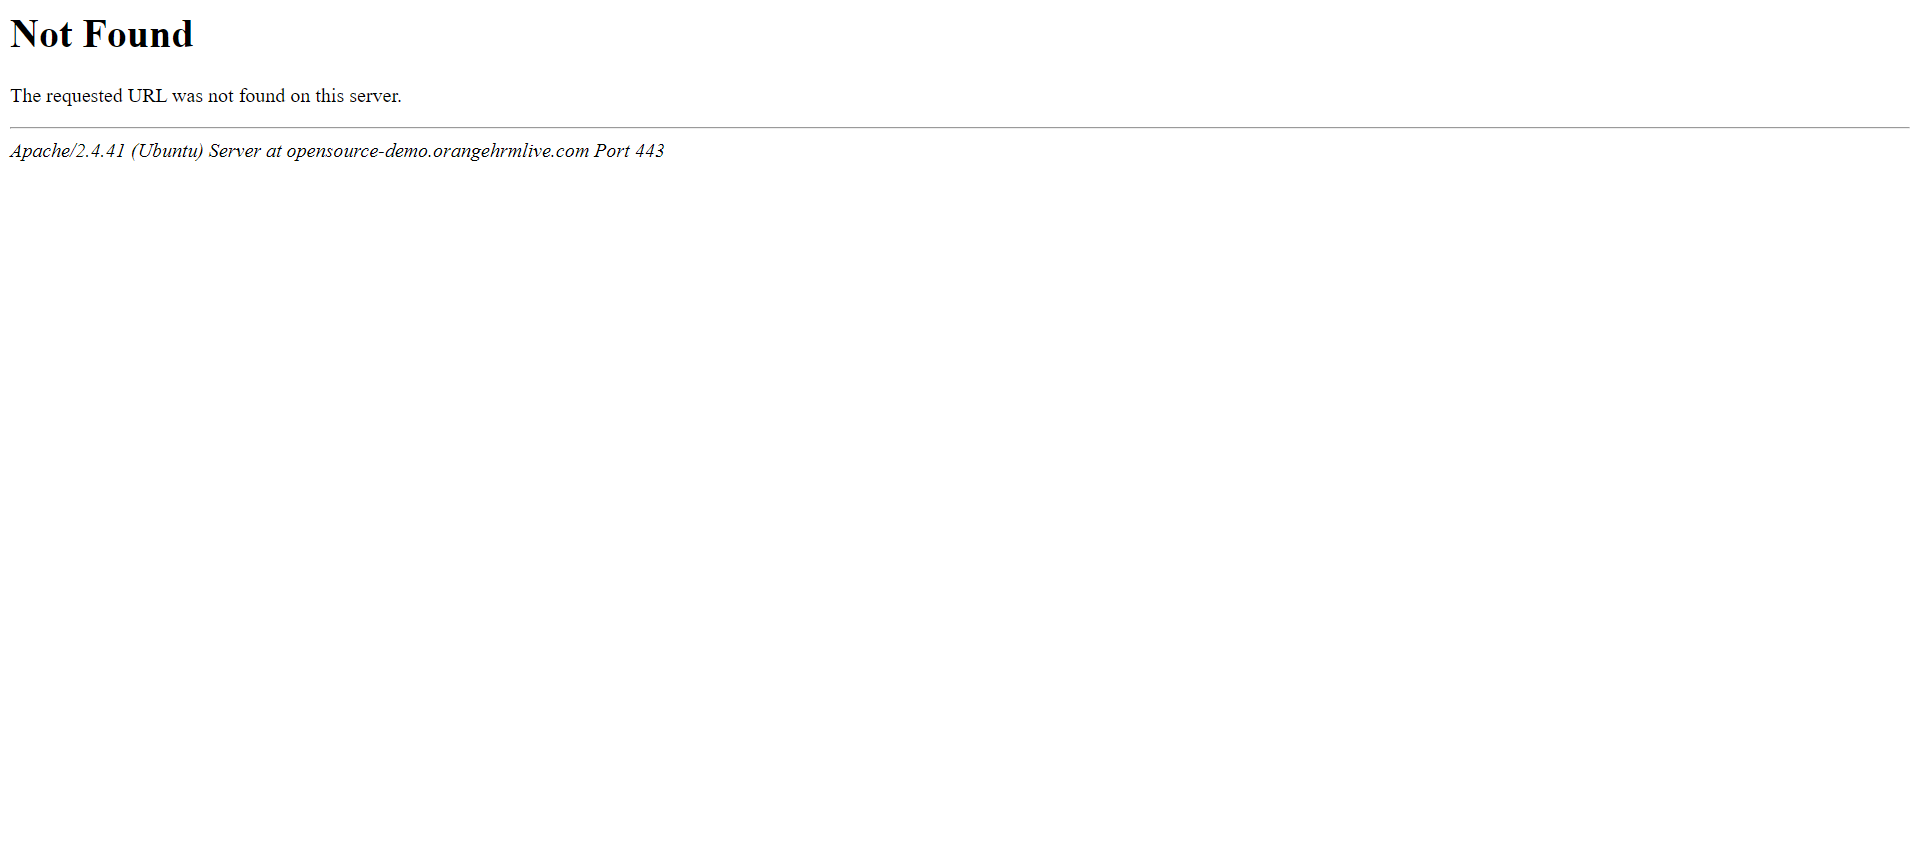 Not Found
The requested URL was not found on this server.
Apache/2.4.41 (Ubuntu) Server at opensource-demo.orangehrmlive.com Port 443